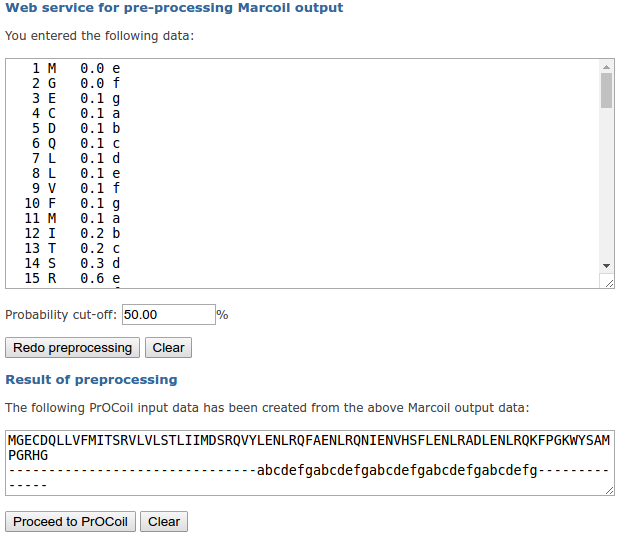 Web service for pre-processing Marcoil output
You entered the following data:
1 M 0.0 e
2 G 0.0 f
3 E 0.1 g
4 C 0.1 a
5 D 0.1 b
6 Q 0.1 c
7 L 0.1 d
8 L 0.1 e
9 V 0.1 f
10 F 0.1 g
11 M 0.1 a
12 I 0.2 b
13 T 0.2 c
14 S 0.3 d
15 R 0.6 e
Probability cut-off: 50.00 %
Redo preprocessing Clear
Result of preprocessing
The following PrOCoil input data has been created from the above Marcoil output data:
MGECDQLLVFMITSRVLVLSTLIIMDSRQVYLENLRQFAENLRQNIENVHSFLENLRADLENLRQKFPGKWYSAM
PGRHG
-------------------------------abcdefgabcdefgabcdefgabcdefgabcdefg---------
-----
Proceed to PrOCoil Clear